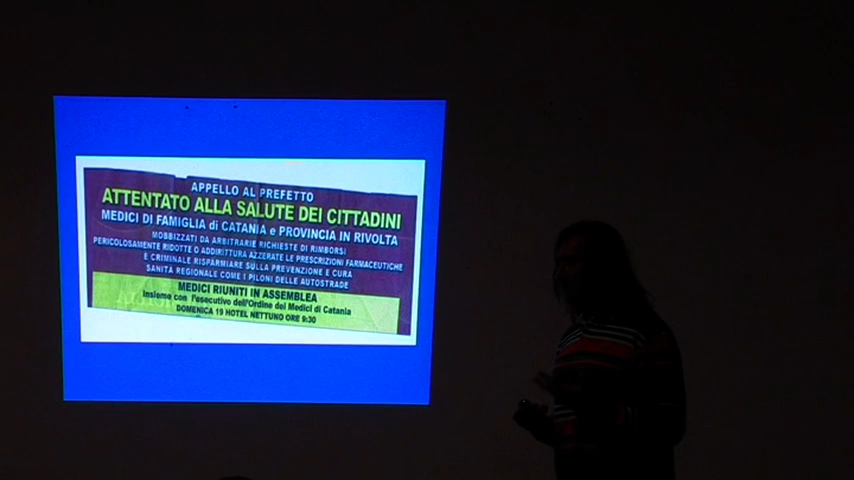 APPELLO AL PREFETTO
ATTENTATO ALLA SALUTE DEI CITTADINI
MEDICI DI FAMIGLIA di CATANIA e PROVINCIA IN RIVOLTA
MOBBIZZATI DA ARBITRARIE RICHIESTE DI RIMBORSI
PERICOLOSAMENTE RIDOTTE O ADDIRITTURA AZZERATE LE PRESCRIZIONI FARMACEUTICHE
E CRIMINALE RISPARMIARE SULLA PREVENZIONE E CURA
SANITÀ REGIONALE COME I PILONI DELLE AUTOSTRADE
MEDICI RIUNITI IN ASSEMBLEA
Insieme con l'esecutivo dell'Ordine dei Medici di Catania
DOMENICA 19 HOTEL NETTUNO ORE 9:30